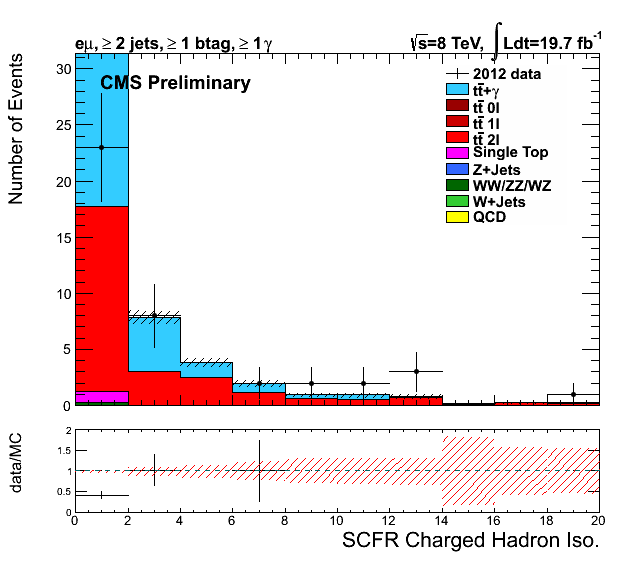 eμ, ≥ 2 jets, ≥ 1 btag, ≥ 1 γ
√s=8 TeV, ∫ Ldt=19.7 fb⁻¹
CMS Preliminary
2012 data
tt̄+γ
tt̄ 0l
tt̄ 1l
tt̄ 2l
Single Top
Z+Jets
WW/ZZ/WZ
W+Jets
QCD
Number of Events
30
25
20
15
10
5
0
data/MC
2
1.5
1
0.5
0
0 2 4 6 8 10 12 14 16 18 20
SCFR Charged Hadron Iso.